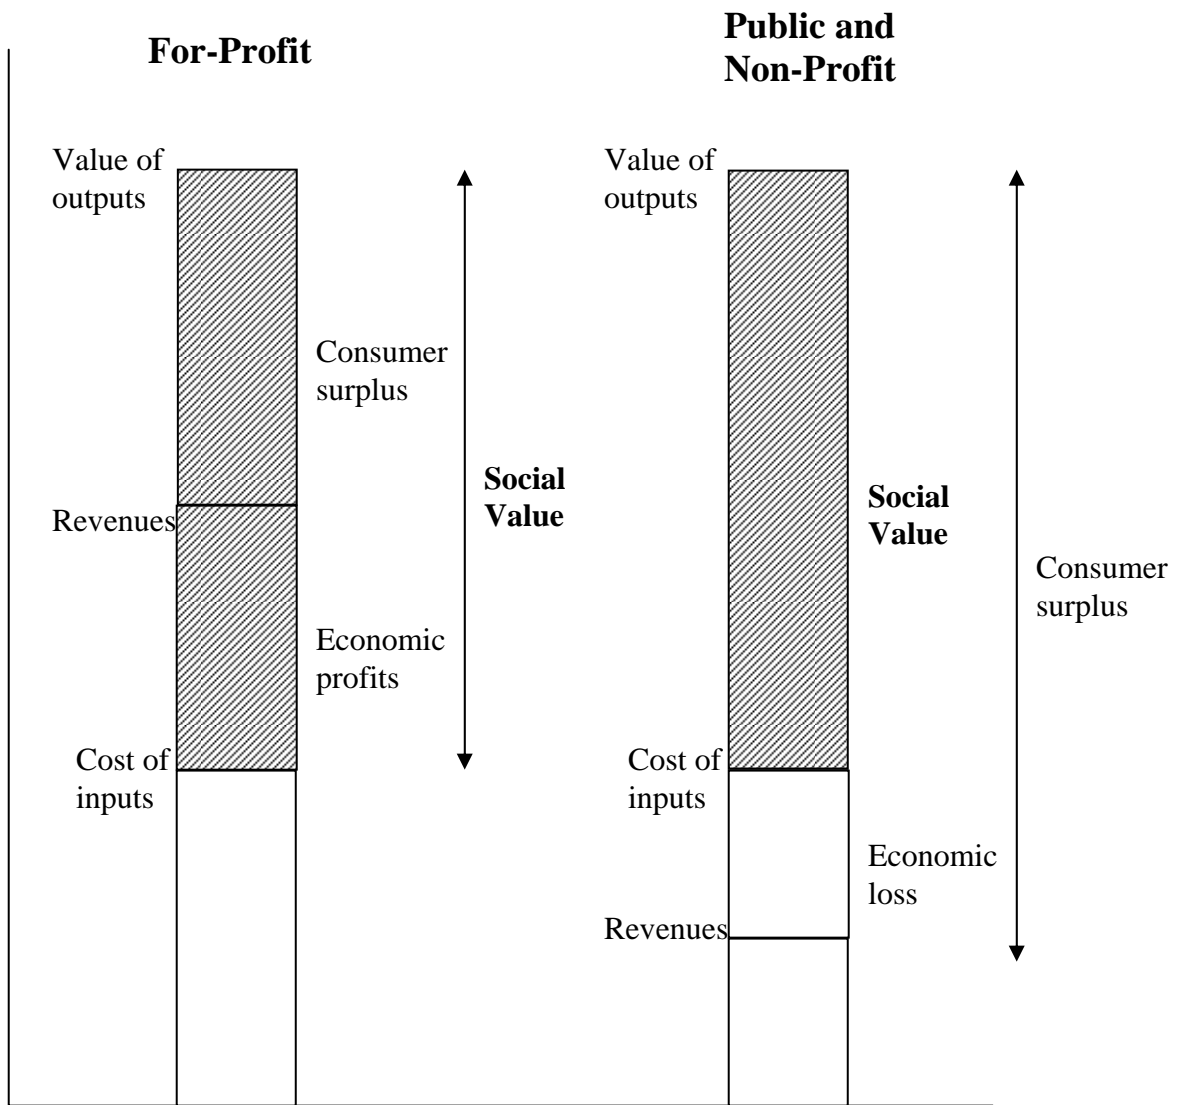 For-Profit
Value of
outputs
Consumer
surplus
Social
Value
Revenues
Economic
profits
Cost of
inputs
Public and
Non-Profit
Value of
outputs
Social
Value
Consumer
surplus
Cost of
inputs
Economic
loss
Revenues